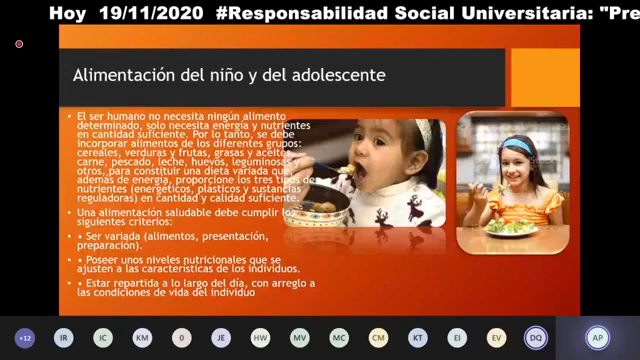 Hoy 19/11/2020 #Responsabilidad Social Universitaria: "Pre
Alimentación del niño y del adolescente
• El ser humano no necesita ningún alimento
determinado, solo necesita energía y nutrientes
en cantidad suficiente. Por lo tanto, se debe
incorporar alimentos de los diferentes grupos:
cereales, verduras y frutas, grasas y aceites,
carne, pescado, leche, huevos, leguminosas y
otros, para constituir una dieta variada que,
además de energía, proporcione los tres tipos de
nutrientes (energéticos, plásticos y sustancias
reguladoras) en cantidad y calidad suficiente.
• Una alimentación saludable debe cumplir los
siguientes criterios:
• • Ser variada (alimentos, presentación,
preparación).
• • Poseer unos niveles nutricionales que se
ajusten a las características de los individuos.
• • Estar repartida a lo largo del día, con arreglo a
las condiciones de vida del individuo
+12 IR IC KM 0 JE HW MV MC CM KT EI EV DQ AP